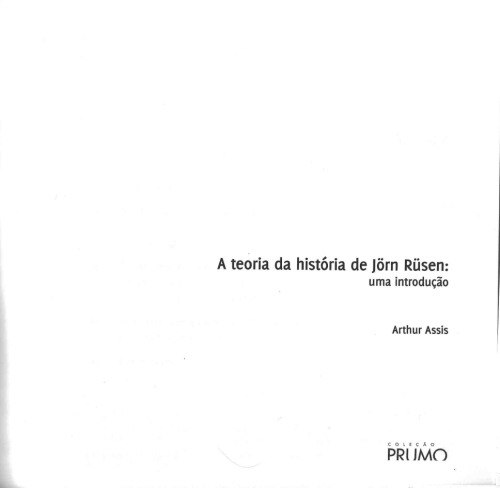 A teoria da história de Jörn Rüsen:
uma introdução
Arthur Assis
COLEÇÃO
PRUMO